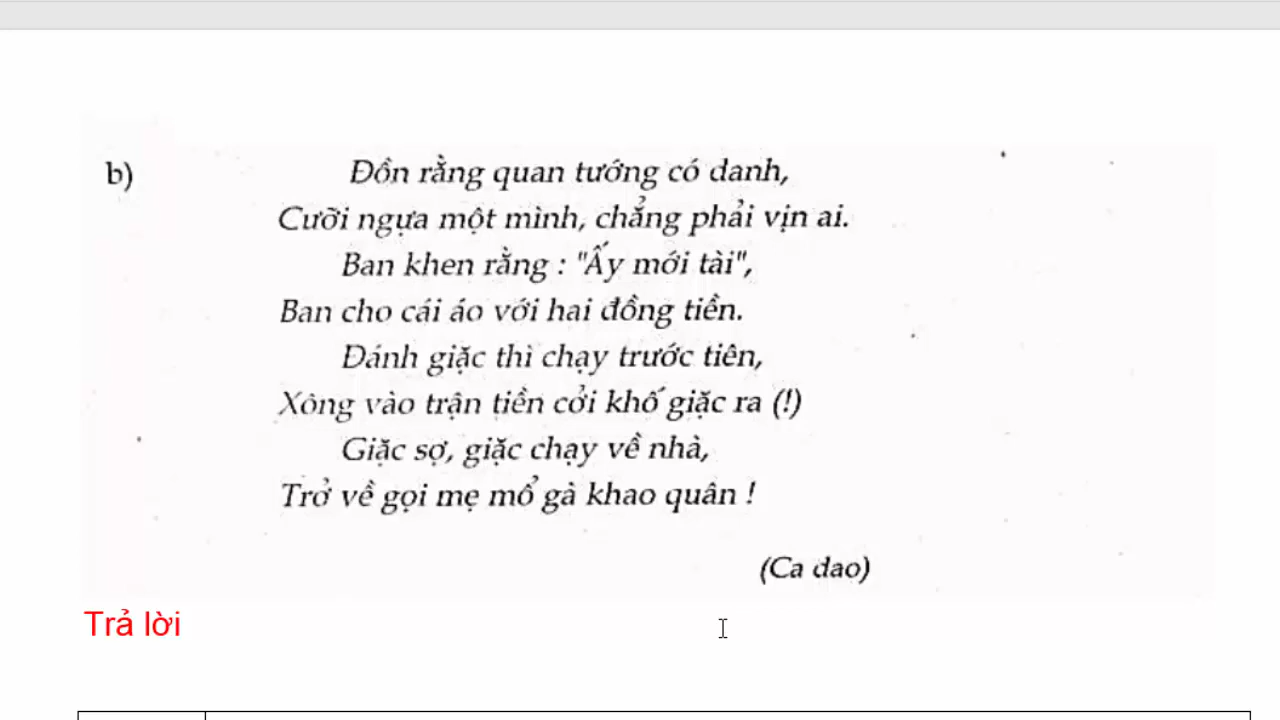 b)
Đồn rằng quan tướng có danh,
Cưỡi ngựa một mình, chẳng phải vịn ai.
Ban khen rằng : "Ấy mới tài",
Ban cho cái áo với hai đồng tiền.
Đánh giặc thì chạy trước tiên,
Xông vào trận tiền cởi khố giặc ra (!)
Giặc sợ, giặc chạy về nhà,
Trở về gọi mẹ mổ gà khao quân !
(Ca dao)
Trả lời